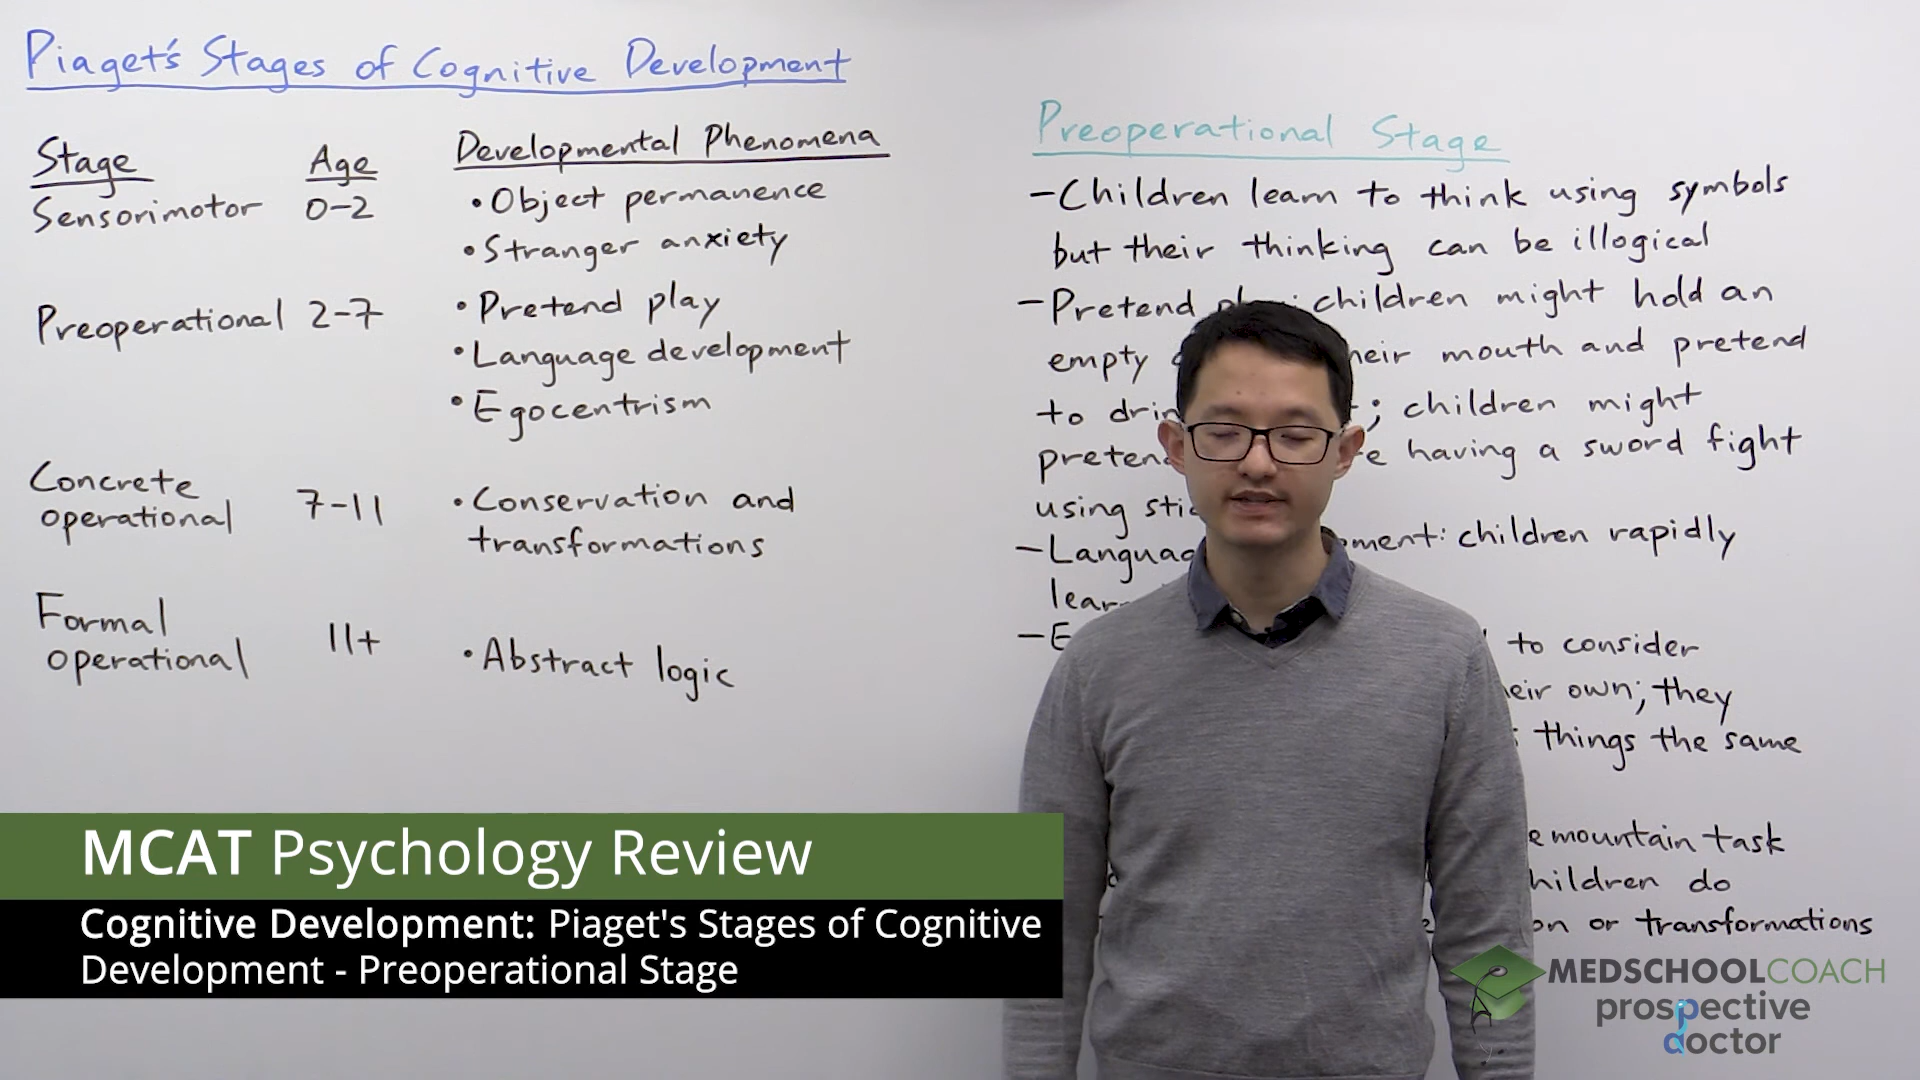 Piaget's Stages of Cognitive Development
Stage Age Developmental Phenomena
Sensorimotor 0-2 • Object permanence
• Stranger anxiety
Preoperational 2-7 • Pretend play
• Language development
• Egocentrism
Concrete operational 7-11 • Conservation and
transformations
Formal operational 11+ • Abstract logic
Preoperational Stage
- Children learn to think using symbols
but their thinking can be illogical
- Pretend children might hold an
empty mouth and pretend
to ; children might
having a sword fight
using
- children rapidly
to consider
own; they
things the same
mountain task
do
or transformations
MCAT Psychology Review
Cognitive Development: Piaget's Stages of Cognitive
Development - Preoperational Stage
MEDSCHOOLCOACH
prospective
doctor